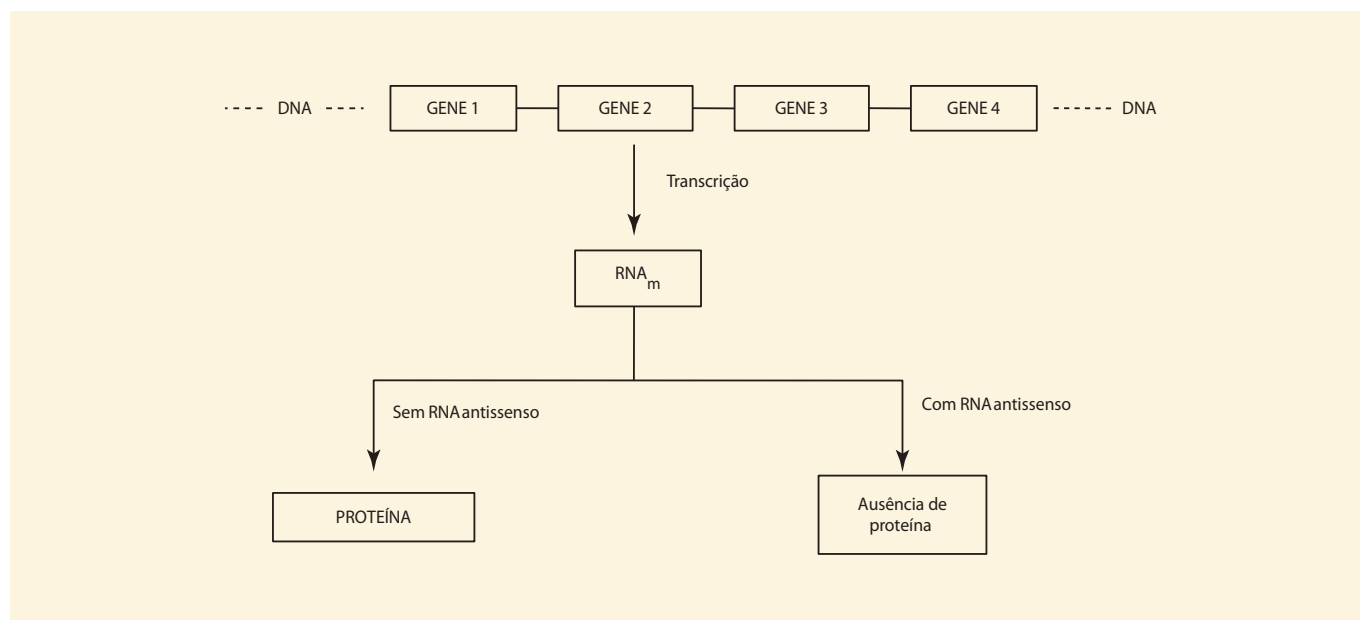 DNA GENE 1 GENE 2 GENE 3 GENE 4 DNA
Transcrição
RNAm
Sem RNA antissenso
Com RNA antissenso
PROTEÍNA
Ausência de
proteína